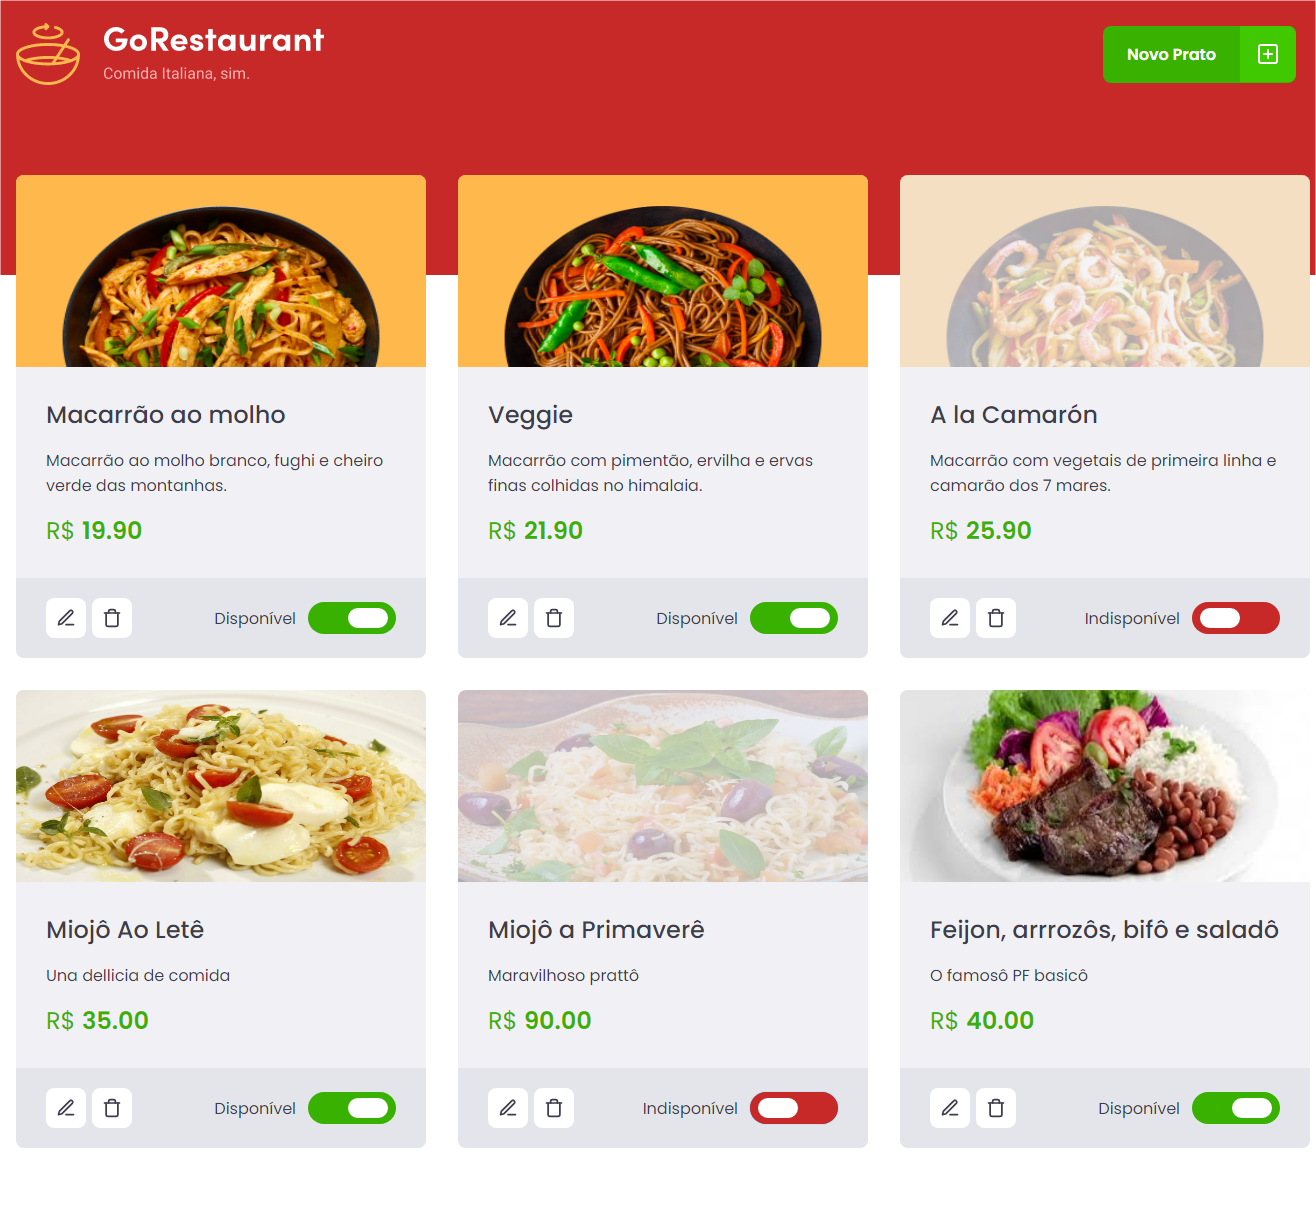 GoRestaurant
Comida Italiana, sim.
Novo Prato
Macarrão ao molho
Macarrão ao molho branco, fughi e cheiro
verde das montanhas.
R$ 19.90
Disponível
Veggie
Macarrão com pimentão, ervilha e ervas
finas colhidas no himalaia.
R$ 21.90
Disponível
A la Camarón
Macarrão com vegetais de primeira linha e
camarão dos 7 mares.
R$ 25.90
Indisponível
Miojô Ao Letê
Una dellicia de comida
R$ 35.00
Disponível
Miojô a Primaverê
Maravilhoso prattô
R$ 90.00
Indisponível
Feijon, arrrozôs, bifô e saladô
O famosô PF basicô
R$ 40.00
Disponível